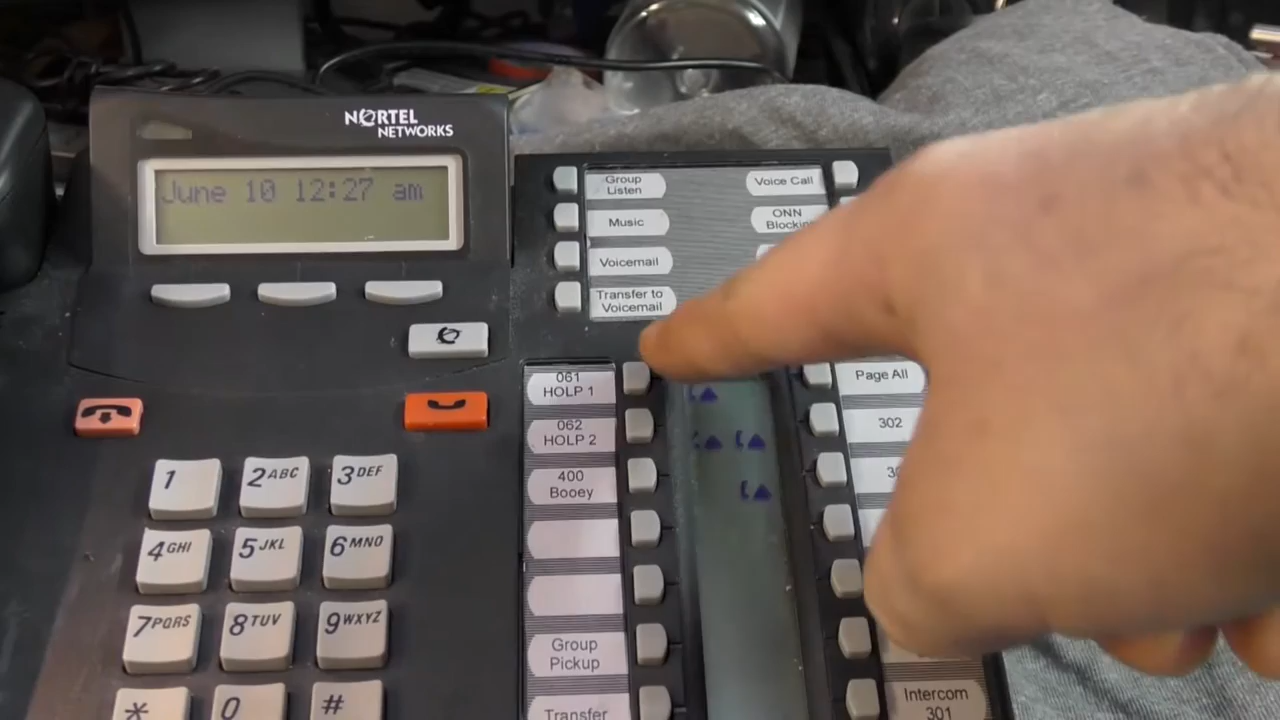 NORTEL
NETWORKS
June 10 12:27 am
Group
Listen
Voice Call
Music
ONN
Voicemail
Transfer to
Voicemail
061
HOLP 1
Page All
062
HOLP 2
302
400
Booey
Group
Pickup
Transfer
Intercom
301
1
2ABC
3DEF
4GHI
5JKL
6MNO
7PQRS
8TUV
9WXYZ
*
0
#